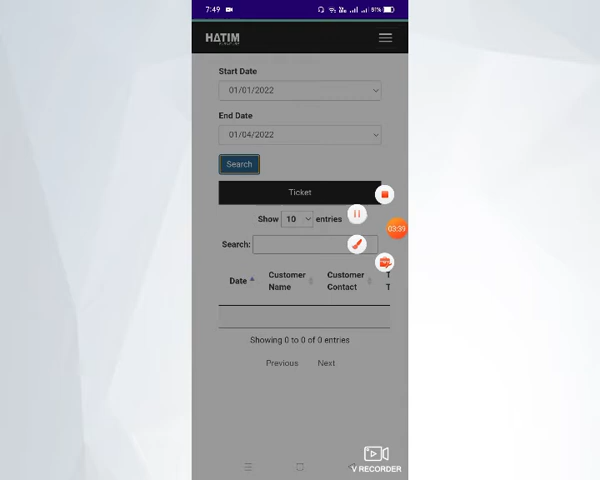 7:49
81%
HATIM
Start Date
01/01/2022
End Date
01/04/2022
Search
Ticket
Show 10 entries
03:39
Search:
Date Customer Name Customer Contact T T
Showing 0 to 0 of 0 entries
Previous Next
V RECORDER